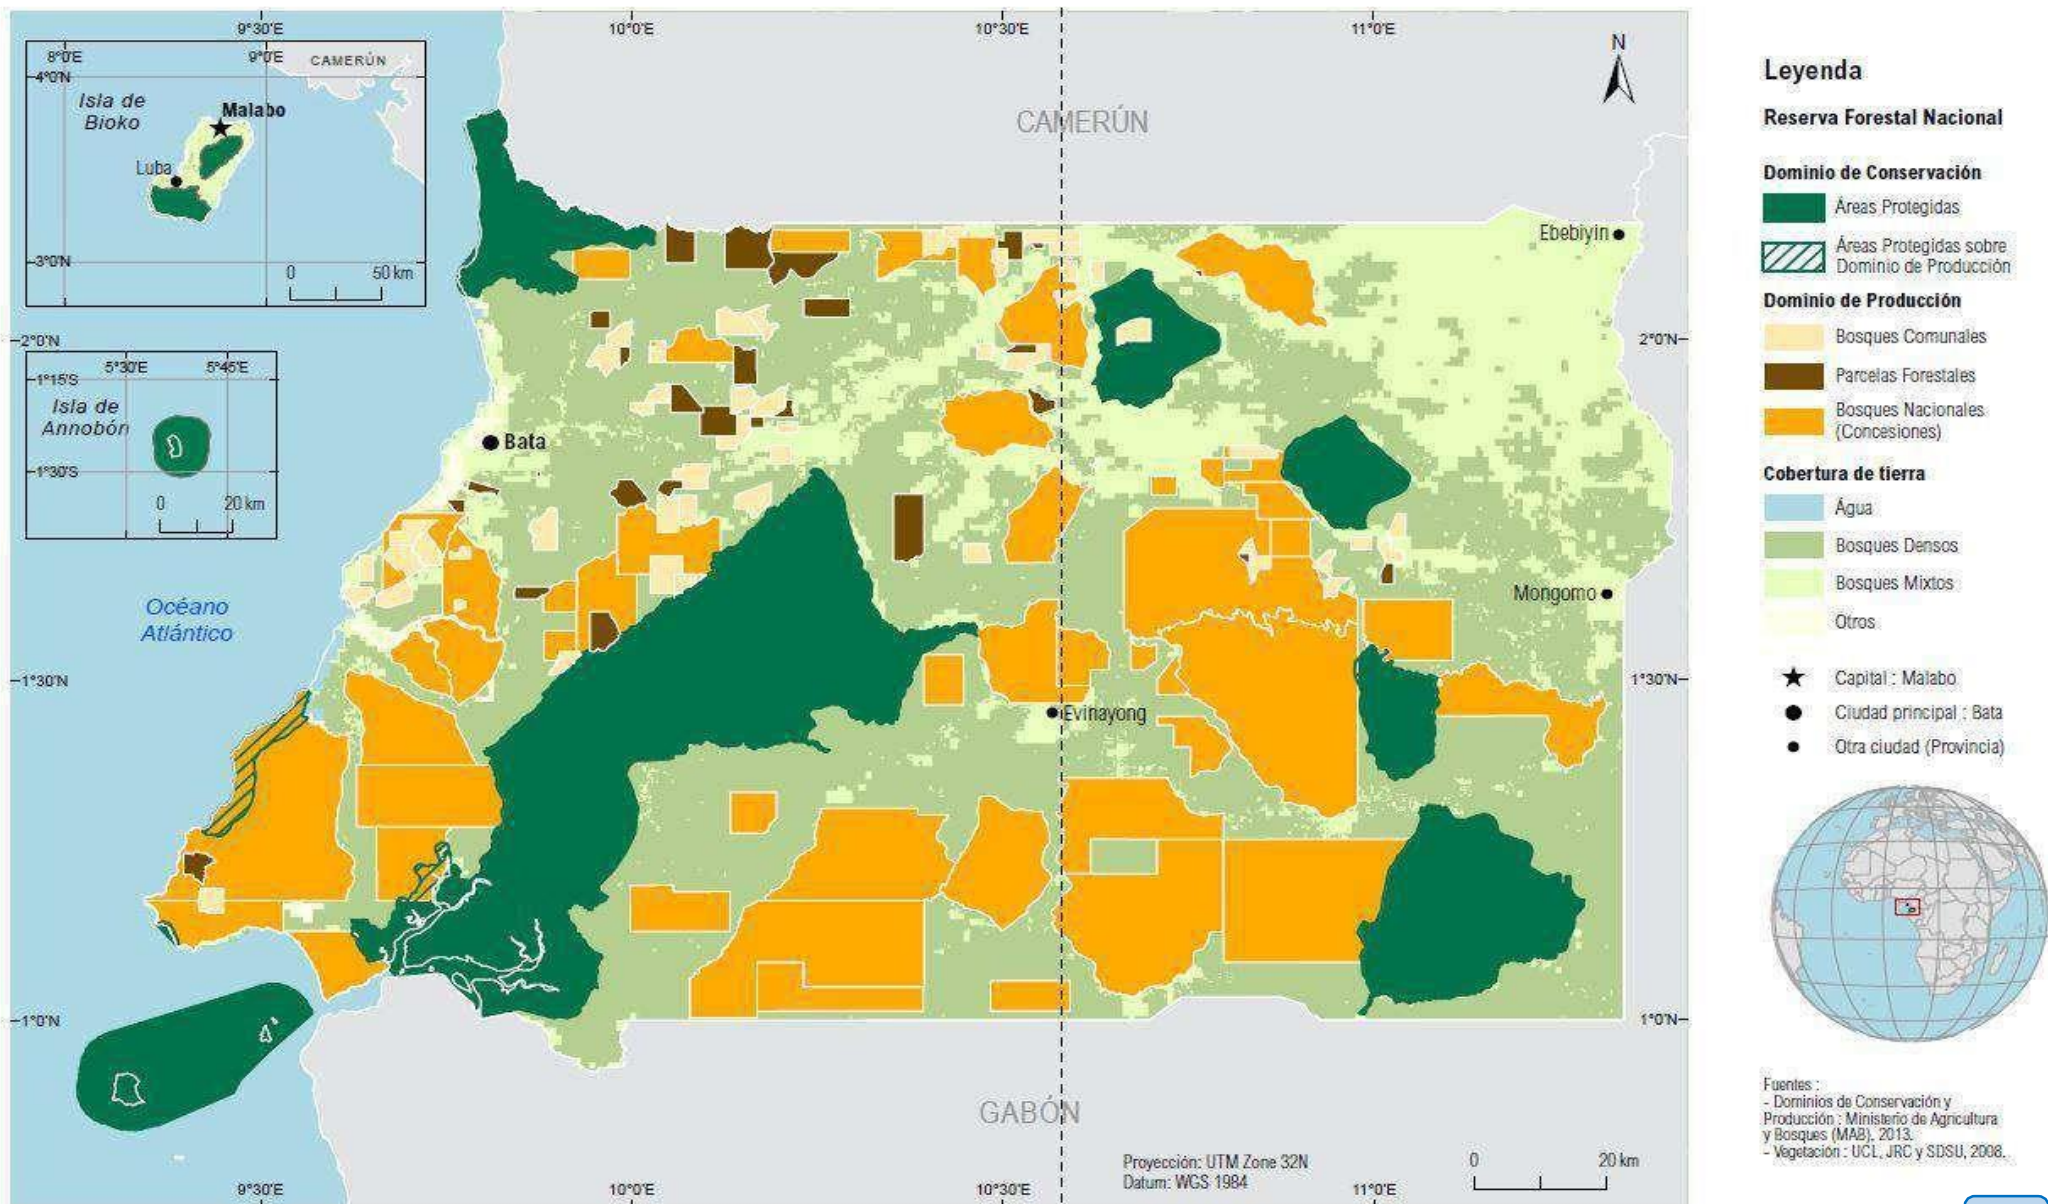 9°30'E
10°0'E
10°30'E
11°0'E
8°0'E
9°0'E
CAMERÚN
4°0'N
Isla de
Bioko
Malabo
Luba
3°0'N
0
50 km
N
CAMERÚN
Ebebiyin
2°0'N
2°0'N
5°30'E
5°45'E
1°15'S
Isla de
Annobón
1°30'S
0
20 km
Bata
Océano
Atlántico
Mongomo
1°30'N
1°30'N
Evinayong
1°0'N
1°0'N
GABÓN
Proyección: UTM Zone 32N
Datum: WGS 1984
0
20 km
9°30'E
10°0'E
10°30'E
11°0'E
Leyenda
Reserva Forestal Nacional
Dominio de Conservación
Áreas Protegidas
Áreas Protegidas sobre
Dominio de Producción
Dominio de Producción
Bosques Comunales
Parcelas Forestales
Bosques Nacionales
(Concesiones)
Cobertura de tierra
Água
Bosques Densos
Bosques Mixtos
Otros
Capital : Malabo
Ciudad principal : Bata
Otra ciudad (Provincia)
Fuentes :
- Dominios de Conservación y
Producción : Ministerio de Agricultura
y Bosques (MAB), 2013.
- Vegetación : UCL, JRC y SDSU, 2008.